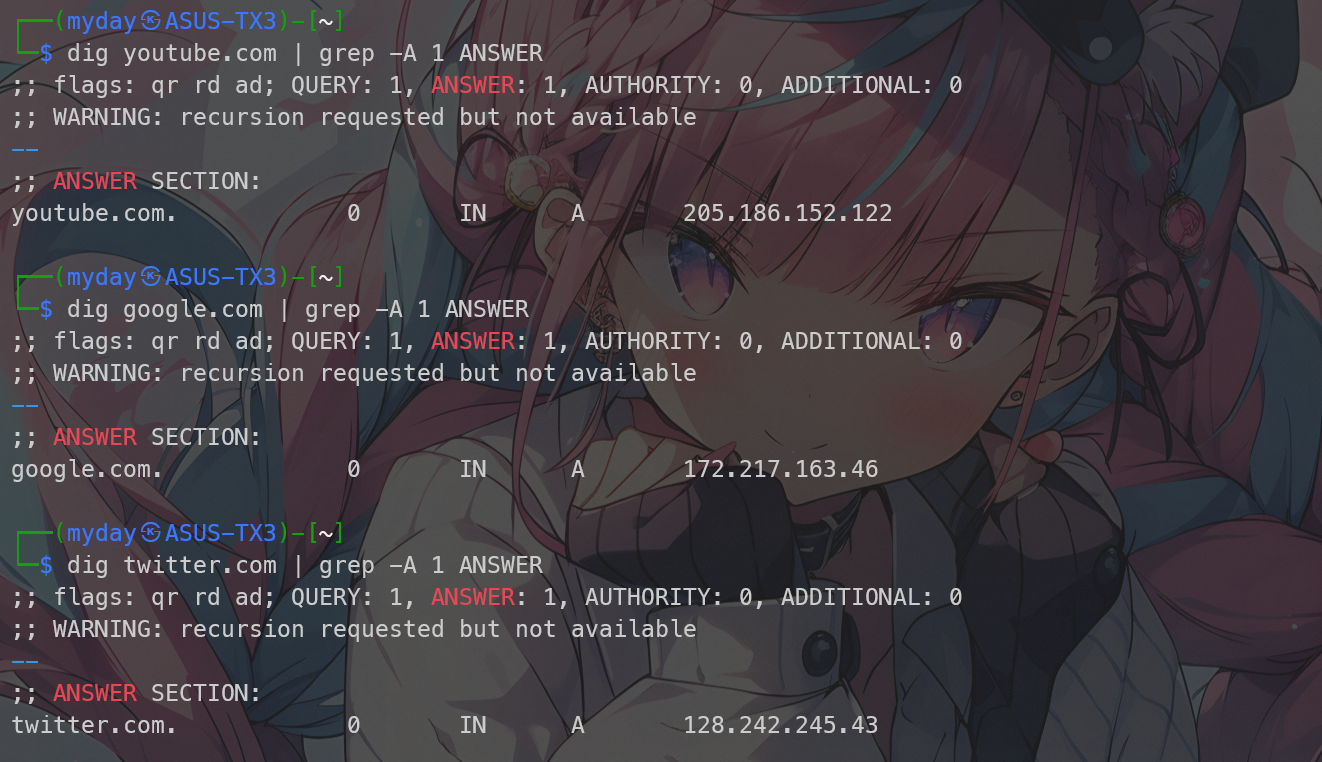 ┌──(myday㉿ASUS-TX3)-[~]
└─$ dig youtube.com | grep -A 1 ANSWER
;; flags: qr rd ad; QUERY: 1, ANSWER: 1, AUTHORITY: 0, ADDITIONAL: 0
;; WARNING: recursion requested but not available
--
;; ANSWER SECTION:
youtube.com. 0 IN A 205.186.152.122
┌──(myday㉿ASUS-TX3)-[~]
└─$ dig google.com | grep -A 1 ANSWER
;; flags: qr rd ad; QUERY: 1, ANSWER: 1, AUTHORITY: 0, ADDITIONAL: 0
;; WARNING: recursion requested but not available
--
;; ANSWER SECTION:
google.com. 0 IN A 172.217.163.46
┌──(myday㉿ASUS-TX3)-[~]
└─$ dig twitter.com | grep -A 1 ANSWER
;; flags: qr rd ad; QUERY: 1, ANSWER: 1, AUTHORITY: 0, ADDITIONAL: 0
;; WARNING: recursion requested but not available
--
;; ANSWER SECTION:
twitter.com. 0 IN A 128.242.245.43